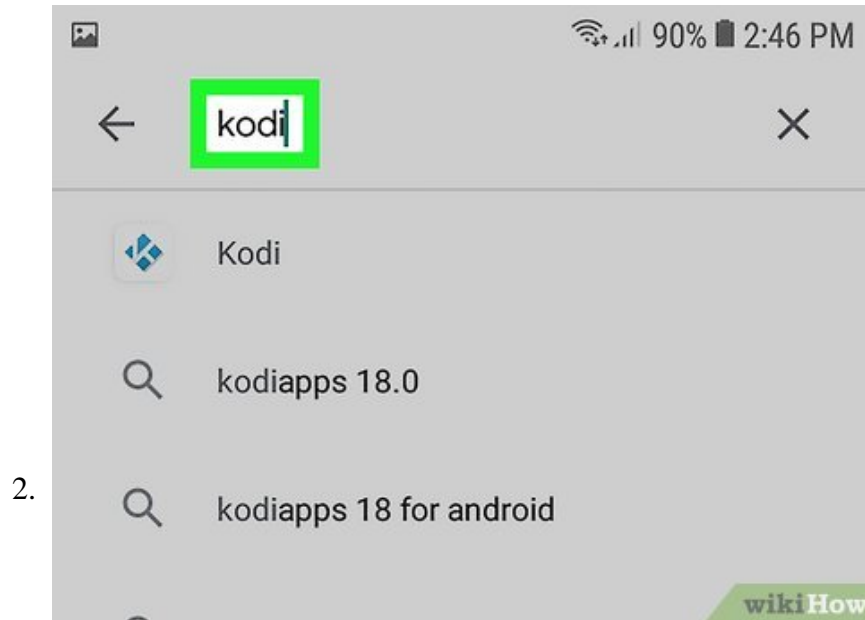 90% 2:46 PM
kodi
Kodi
kodiapps 18.0
2.
kodiapps 18 for android
wikiHow